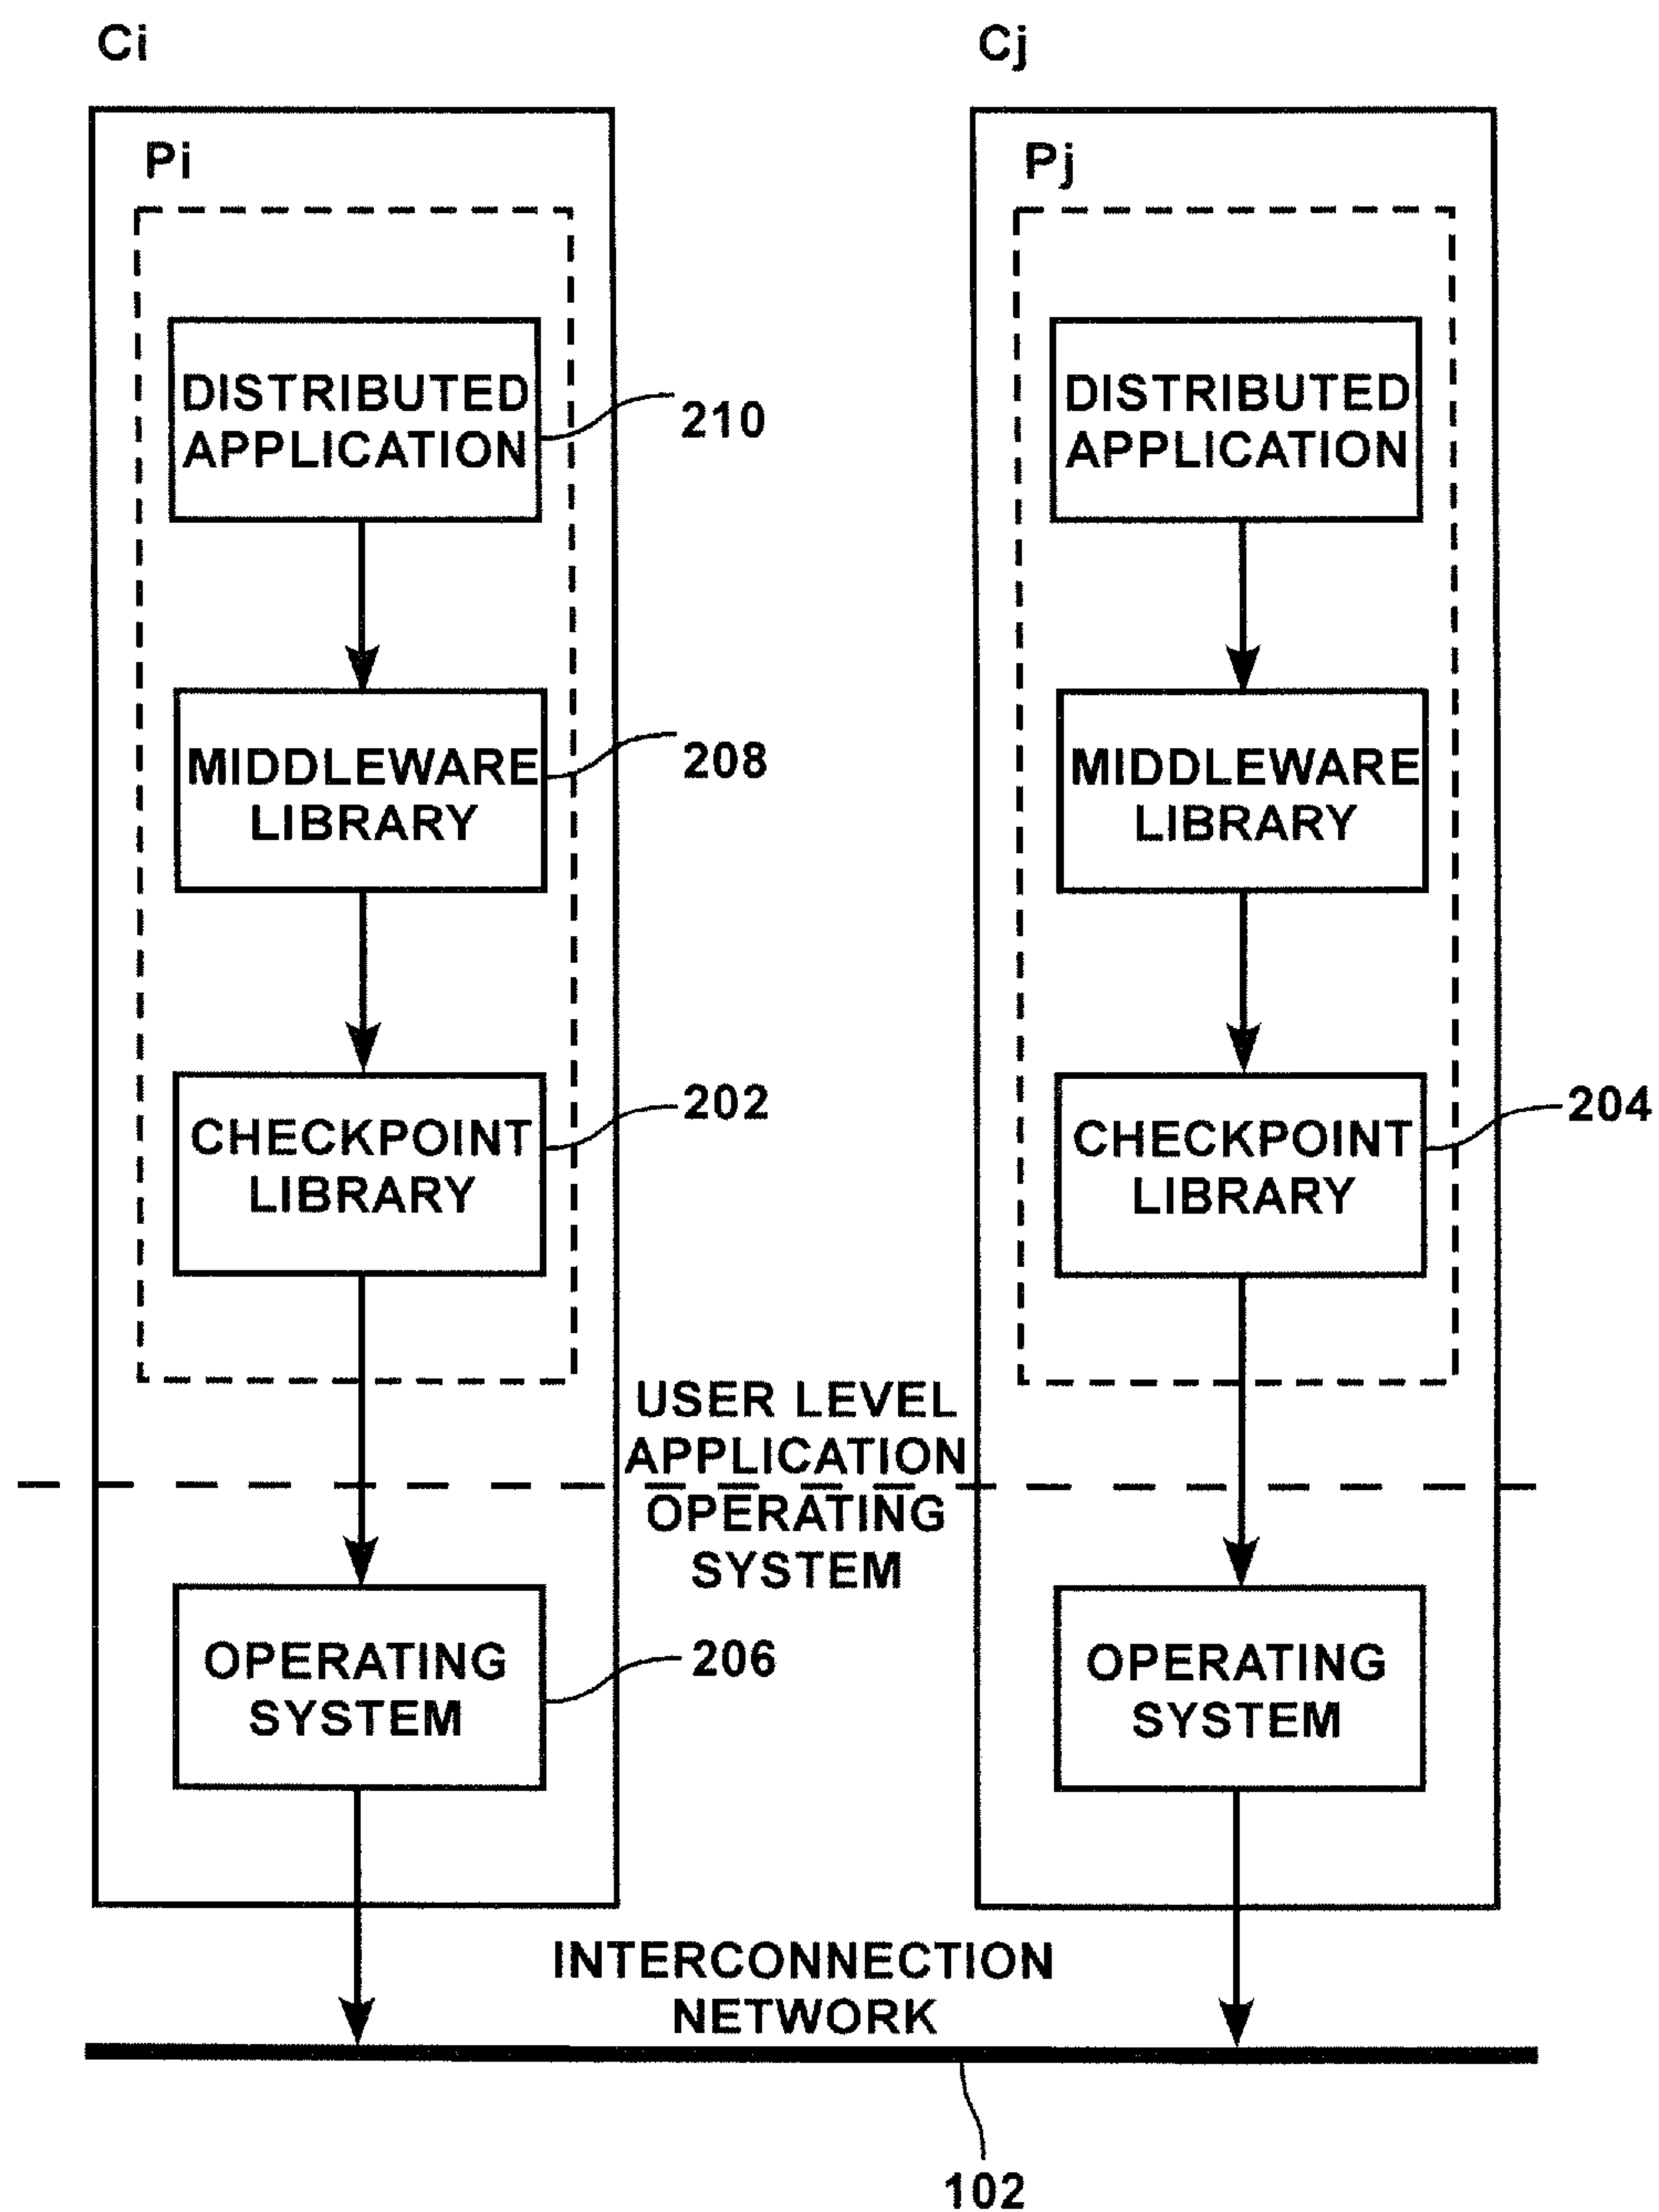 Ci
Cj
Pi
Pj
DISTRIBUTED
APPLICATION
210
DISTRIBUTED
APPLICATION
MIDDLEWARE
LIBRARY
208
MIDDLEWARE
LIBRARY
CHECKPOINT
LIBRARY
202
CHECKPOINT
LIBRARY
204
USER LEVEL
APPLICATION
OPERATING
SYSTEM
OPERATING
SYSTEM
206
OPERATING
SYSTEM
INTERCONNECTION
NETWORK
102